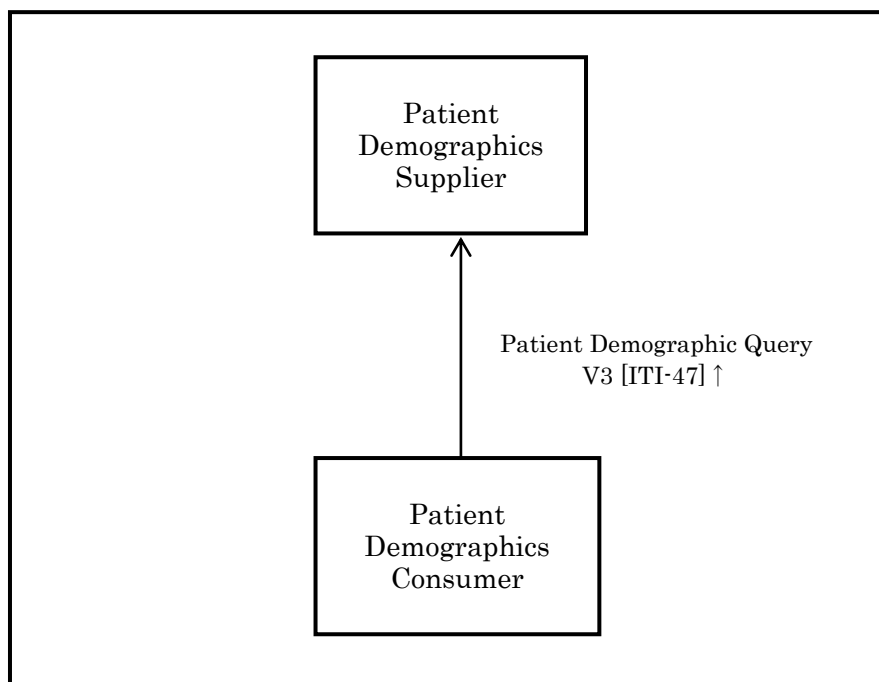 Patient
Demographics
Supplier
Patient Demographic Query
V3 [ITI-47] ↑
Patient
Demographics
Consumer